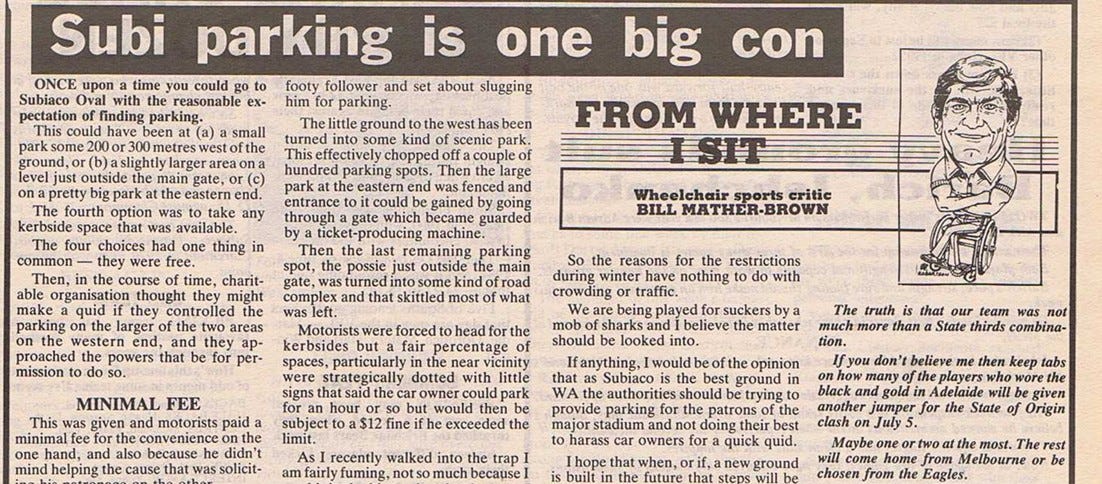 Subi parking is one big con
ONCE upon a time you could go to
Subiaco Oval with the reasonable ex-
pectation of finding parking.
This could have been at (a) a small
park some 200 or 300 metres west of the
ground, or (b) a slightly larger area on a
level just outside the main gate, or (c)
on a pretty big park at the eastern end.
The fourth option was to take any
kerbside space that was available.
The four choices had one thing in
common — they were free.
Then, in the course of time, charit-
able organisation thought they might
make a quid if they controlled the
parking on the larger of the two areas
on the western end, and they ap-
proached the powers that be for per-
mission to do so.
MINIMAL FEE
This was given and motorists paid a
minimal fee for the convenience on the
one hand, and also because he didn't
mind helping the cause that was solicit-
ing his patronage on the other.
footy follower and set about slugging
him for parking.
The little ground to the west has been
turned into some kind of scenic park.
This effectively chopped off a couple of
hundred parking spots. Then the large
park at the eastern end was fenced and
entrance to it could be gained by going
through a gate which became guarded
by a ticket-producing machine.
Then the last remaining parking
spot, the possie just outside the main
gate, was turned into some kind of road
complex and that skittled most of what
was left.
Motorists were forced to head for the
kerbsides but a fair percentage of
spaces, particularly in the near vicinity
were strategically dotted with little
signs that said the car owner could park
for an hour or so but would then be
subject to a $12 fine if he exceeded the
limit.
As I recently walked into the trap I
am fairly fuming, not so much because I
FROM WHERE
I SIT
Wheelchair sports critic
BILL MATHER-BROWN
So the reasons for the restrictions
during winter have nothing to do with
crowding or traffic.
We are being played for suckers by a
mob of sharks and I believe the matter
should be looked into.
If anything, I would be of the opinion
that as Subiaco is the best ground in
WA the authorities should be trying to
provide parking for the patrons of the
major stadium and not doing their best
to harass car owners for a quick quid.
I hope that when, or if, a new ground
is built in the future that steps will be
The truth is that our team was not
much more than a State thirds combina-
tion.
If you don't believe me then keep tabs
on how many of the players who wore the
black and gold in Adelaide will be given
another jumper for the State of Origin
clash on July 5.
Maybe one or two at the most. The rest
will come home from Melbourne or be
chosen from the Eagles.